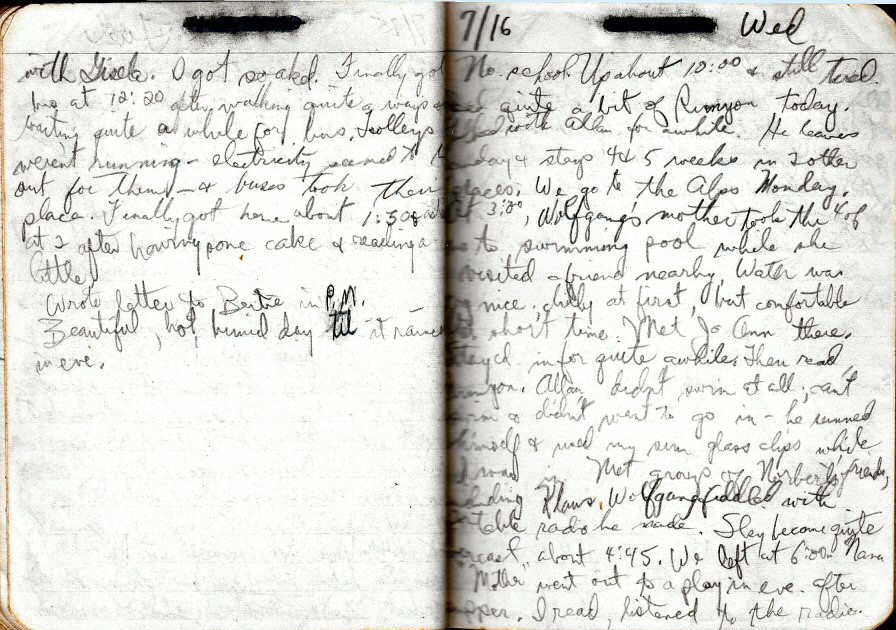 with Gisela. I got soaked. Finally got
bus at 12:20 after walking quite a ways &
waiting quite a while for bus. Trolleys
weren't running - electricity seemed to be
out for them - & buses took their
place. Finally got home about 1:30 &
at 2 after having one cake & reading a
little.
Wrote letter to in P.M.
Beautiful, hot, humid day til it rained
in eve.
7/16 Wed
No school. Up about 10:00 & still tired.
quite a bit of Runyon today.
with Allan for awhile. He leaves
& stays 4 & 5 weeks in 2 other
places. We go to the Alps Monday.
At 3:00, Wolfgang's mother took the 4 of
us to swimming pool while she
visited a friend nearby. Water was
nice, chilly at first, but comfortable
short time. Met Jo Ann there.
Stayed in for quite awhile. Then read
Runyon. Allan didn't swim at all; can't
swim & didn't want to go in - he sunned
himself & used my sun glass clips while
I was in. Met group of Norbert's friends,
including Klaus. Wolfgang fiddled with
portable radio he made. Sky became quite
overcast about 4:45. We left at 6:00.
Mother went out to a play in eve. after
supper. I read, listened to the radio.